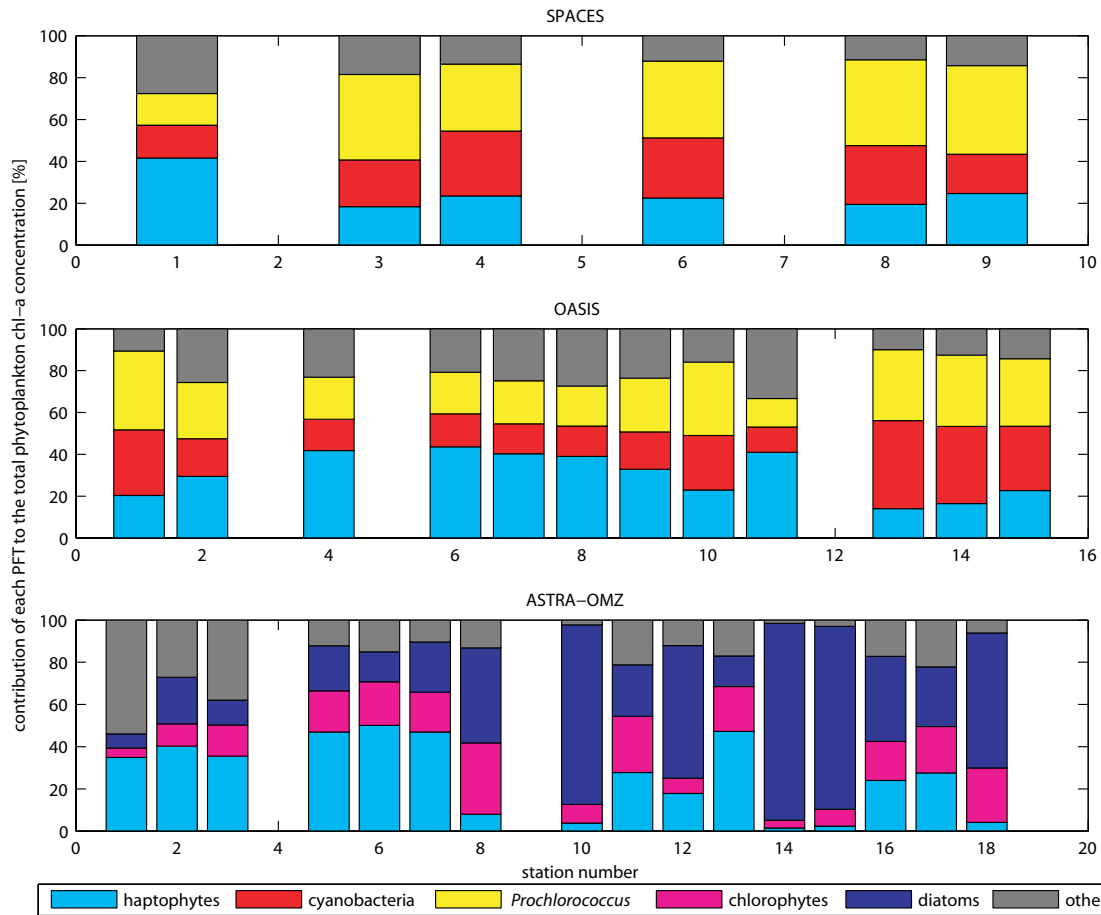 SPACES
100
80
60
40
20
0
0 1 2 3 4 5 6 7 8 9 10
OASIS
100
80
60
40
20
0
0 2 4 6 8 10 12 14 16
ASTRA−OMZ
100
80
60
40
20
0
0 2 4 6 8 10 12 14 16 18 20
station number
contribution of each PFT to the total phytoplankton chl−a concentration [%]
haptophytes cyanobacteria Prochlorococcus chlorophytes diatoms othe